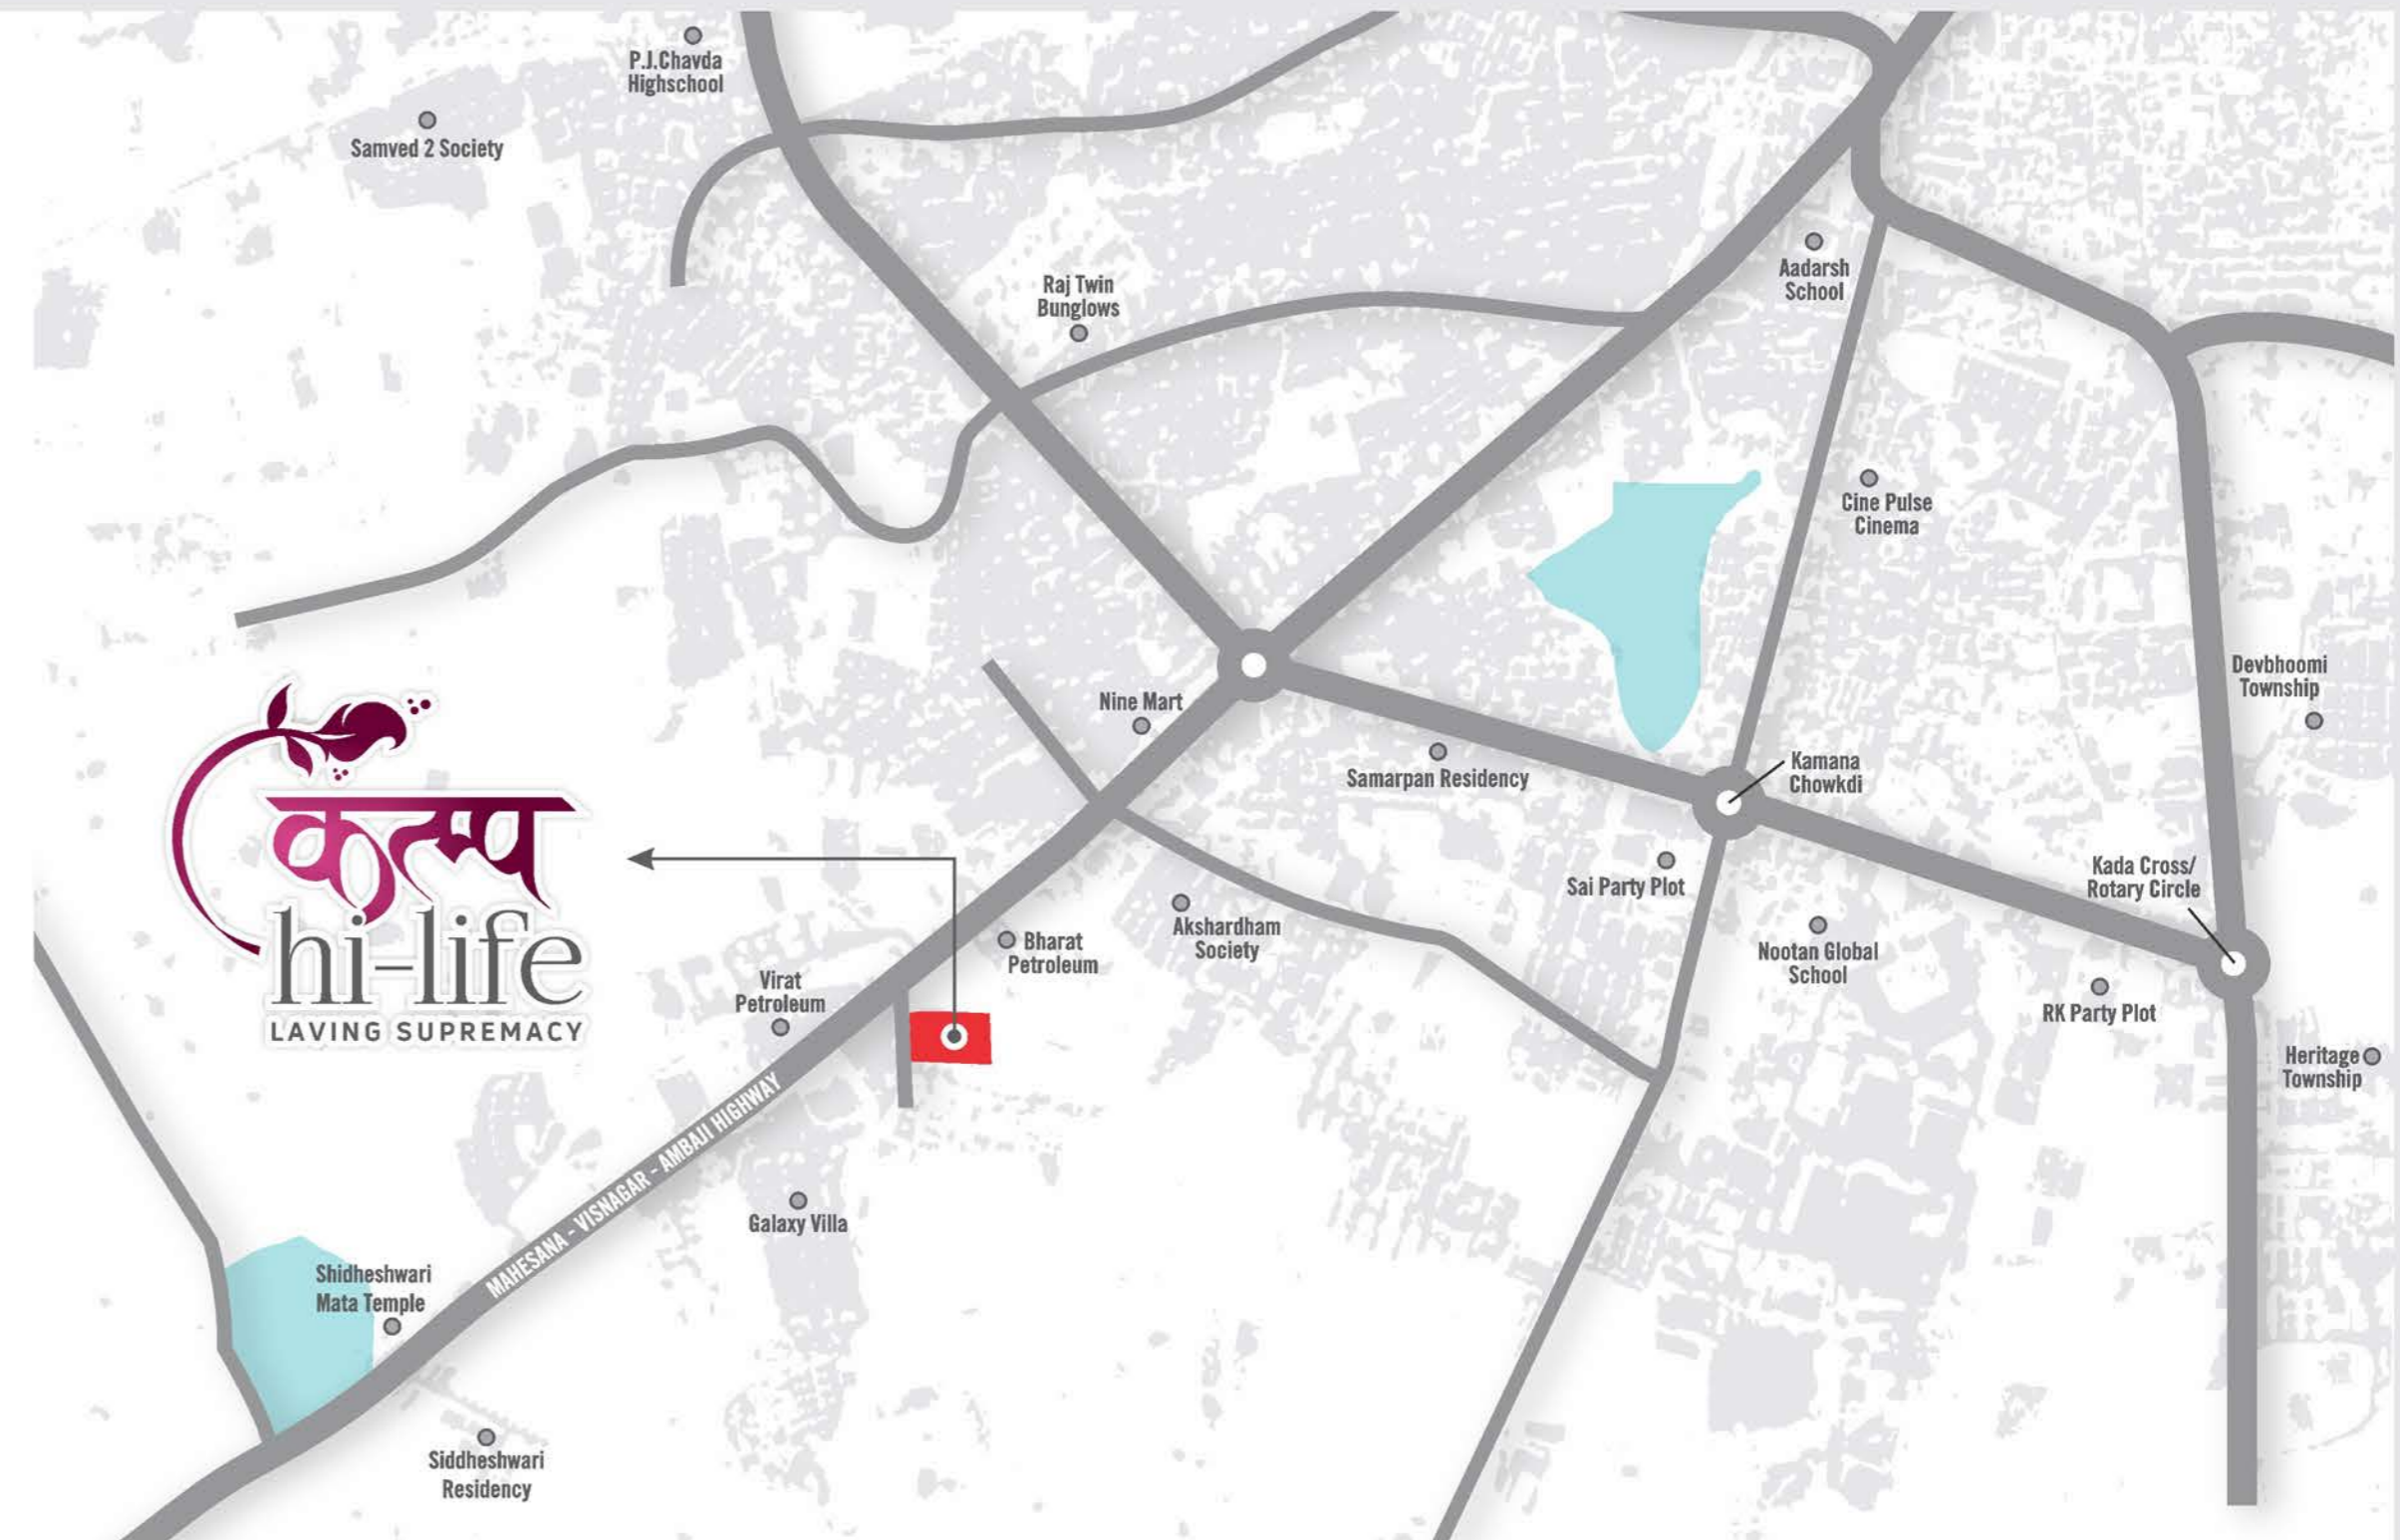 P.J.Chavda
Highschool
Samved 2 Society
Raj Twin
Bunglows
Aadarsh
School
Cine Pulse
Cinema
Devbhoomi
Township
Nine Mart
Samarpan Residency
Kamana
Chowkdi
Sai Party Plot
Kada Cross/
Rotary Circle
Akshardham
Society
Bharat
Petroleum
Nootan Global
School
Virat
Petroleum
RK Party Plot
Heritage
Township
कल्प
hi-life
LAVING SUPREMACY
MAHESANA - VISNAGAR - AMBAJI HIGHWAY
Galaxy Villa
Shidheshwari
Mata Temple
Siddheshwari
Residency